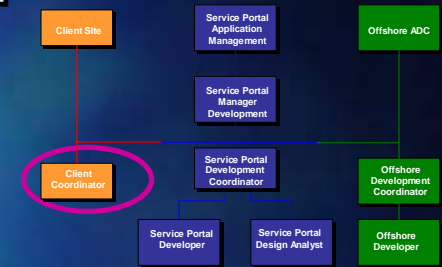 Client Site
Service Portal
Application
Management
Offshore ADC
Service Portal
Manager
Development
Client
Coordinator
Service Portal
Development
Coordinator
Offshore
Development
Coordinator
Service Portal
Developer
Service Portal
Design Analyst
Offshore
Developer